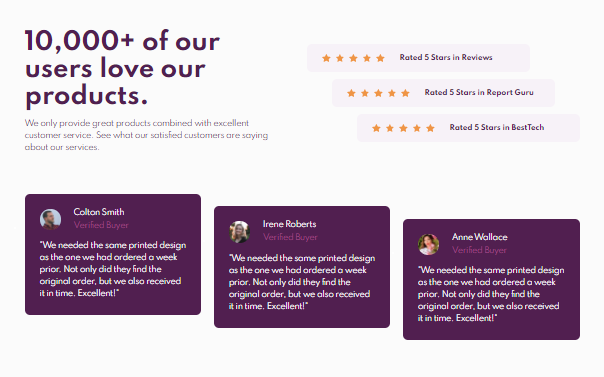 10,000+ of our
users love our
products.
We only provide great products combined with excellent
customer service. See what our satisfied customers are saying
about our services.
Rated 5 Stars in Reviews
Rated 5 Stars in Report Guru
Rated 5 Stars in BestTech
Colton Smith
Verified Buyer
"We needed the same printed design
as the one we had ordered a week
prior. Not only did they find the
original order, but we also received
it in time. Excellent!"
Irene Roberts
Verified Buyer
"We needed the same printed design
as the one we had ordered a week
prior. Not only did they find the
original order, but we also received
it in time. Excellent!"
Anne Wallace
Verified Buyer
"We needed the same printed design
as the one we had ordered a week
prior. Not only did they find the
original order, but we also received
it in time. Excellent!"